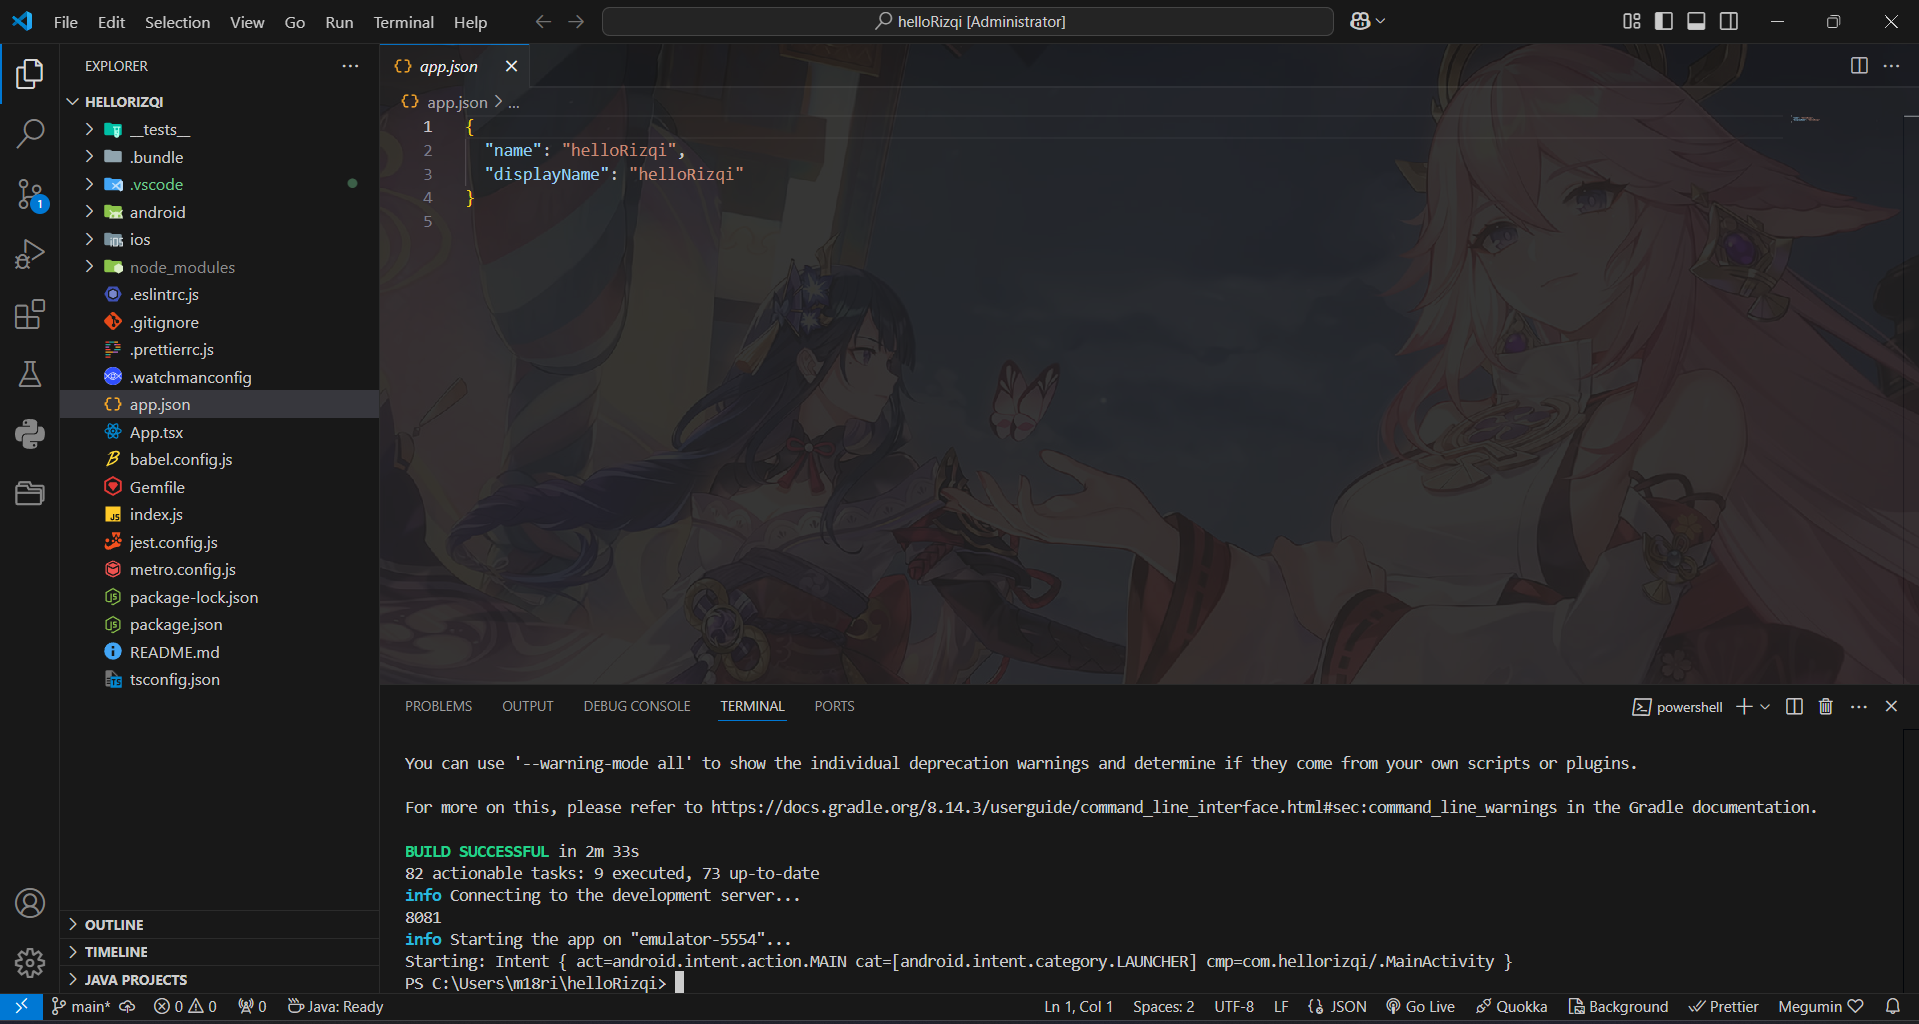 File Edit Selection View Go Run Terminal Help
helloRizqi [Administrator]
EXPLORER
HELLORIZQI
__tests__
.bundle
.vscode
android
ios
node_modules
.eslintrc.js
.gitignore
.prettierrc.js
.watchmanconfig
app.json
App.tsx
babel.config.js
Gemfile
index.js
jest.config.js
metro.config.js
package-lock.json
package.json
README.md
tsconfig.json
OUTLINE
TIMELINE
JAVA PROJECTS
1
app.json
app.json > ...
1 {
2 "name": "helloRizqi",
3 "displayName": "helloRizqi"
4 }
5
PROBLEMS OUTPUT DEBUG CONSOLE TERMINAL PORTS
powershell
You can use '--warning-mode all' to show the individual deprecation warnings and determine if they come from your own scripts or plugins.
For more on this, please refer to https://docs.gradle.org/8.14.3/userguide/command_line_interface.html#sec:command_line_warnings in the Gradle documentation.
BUILD SUCCESSFUL in 2m 33s
82 actionable tasks: 9 executed, 73 up-to-date
info Connecting to the development server...
8081
info Starting the app on "emulator-5554"...
Starting: Intent { act=android.intent.action.MAIN cat=[android.intent.category.LAUNCHER] cmp=com.hellorizqi/.MainActivity }
PS C:\Users\m18ri\helloRizqi>
main* 0 0 0 Java: Ready
Ln 1, Col 1 Spaces: 2 UTF-8 LF {} JSON Go Live Quokka Background Prettier Megumin